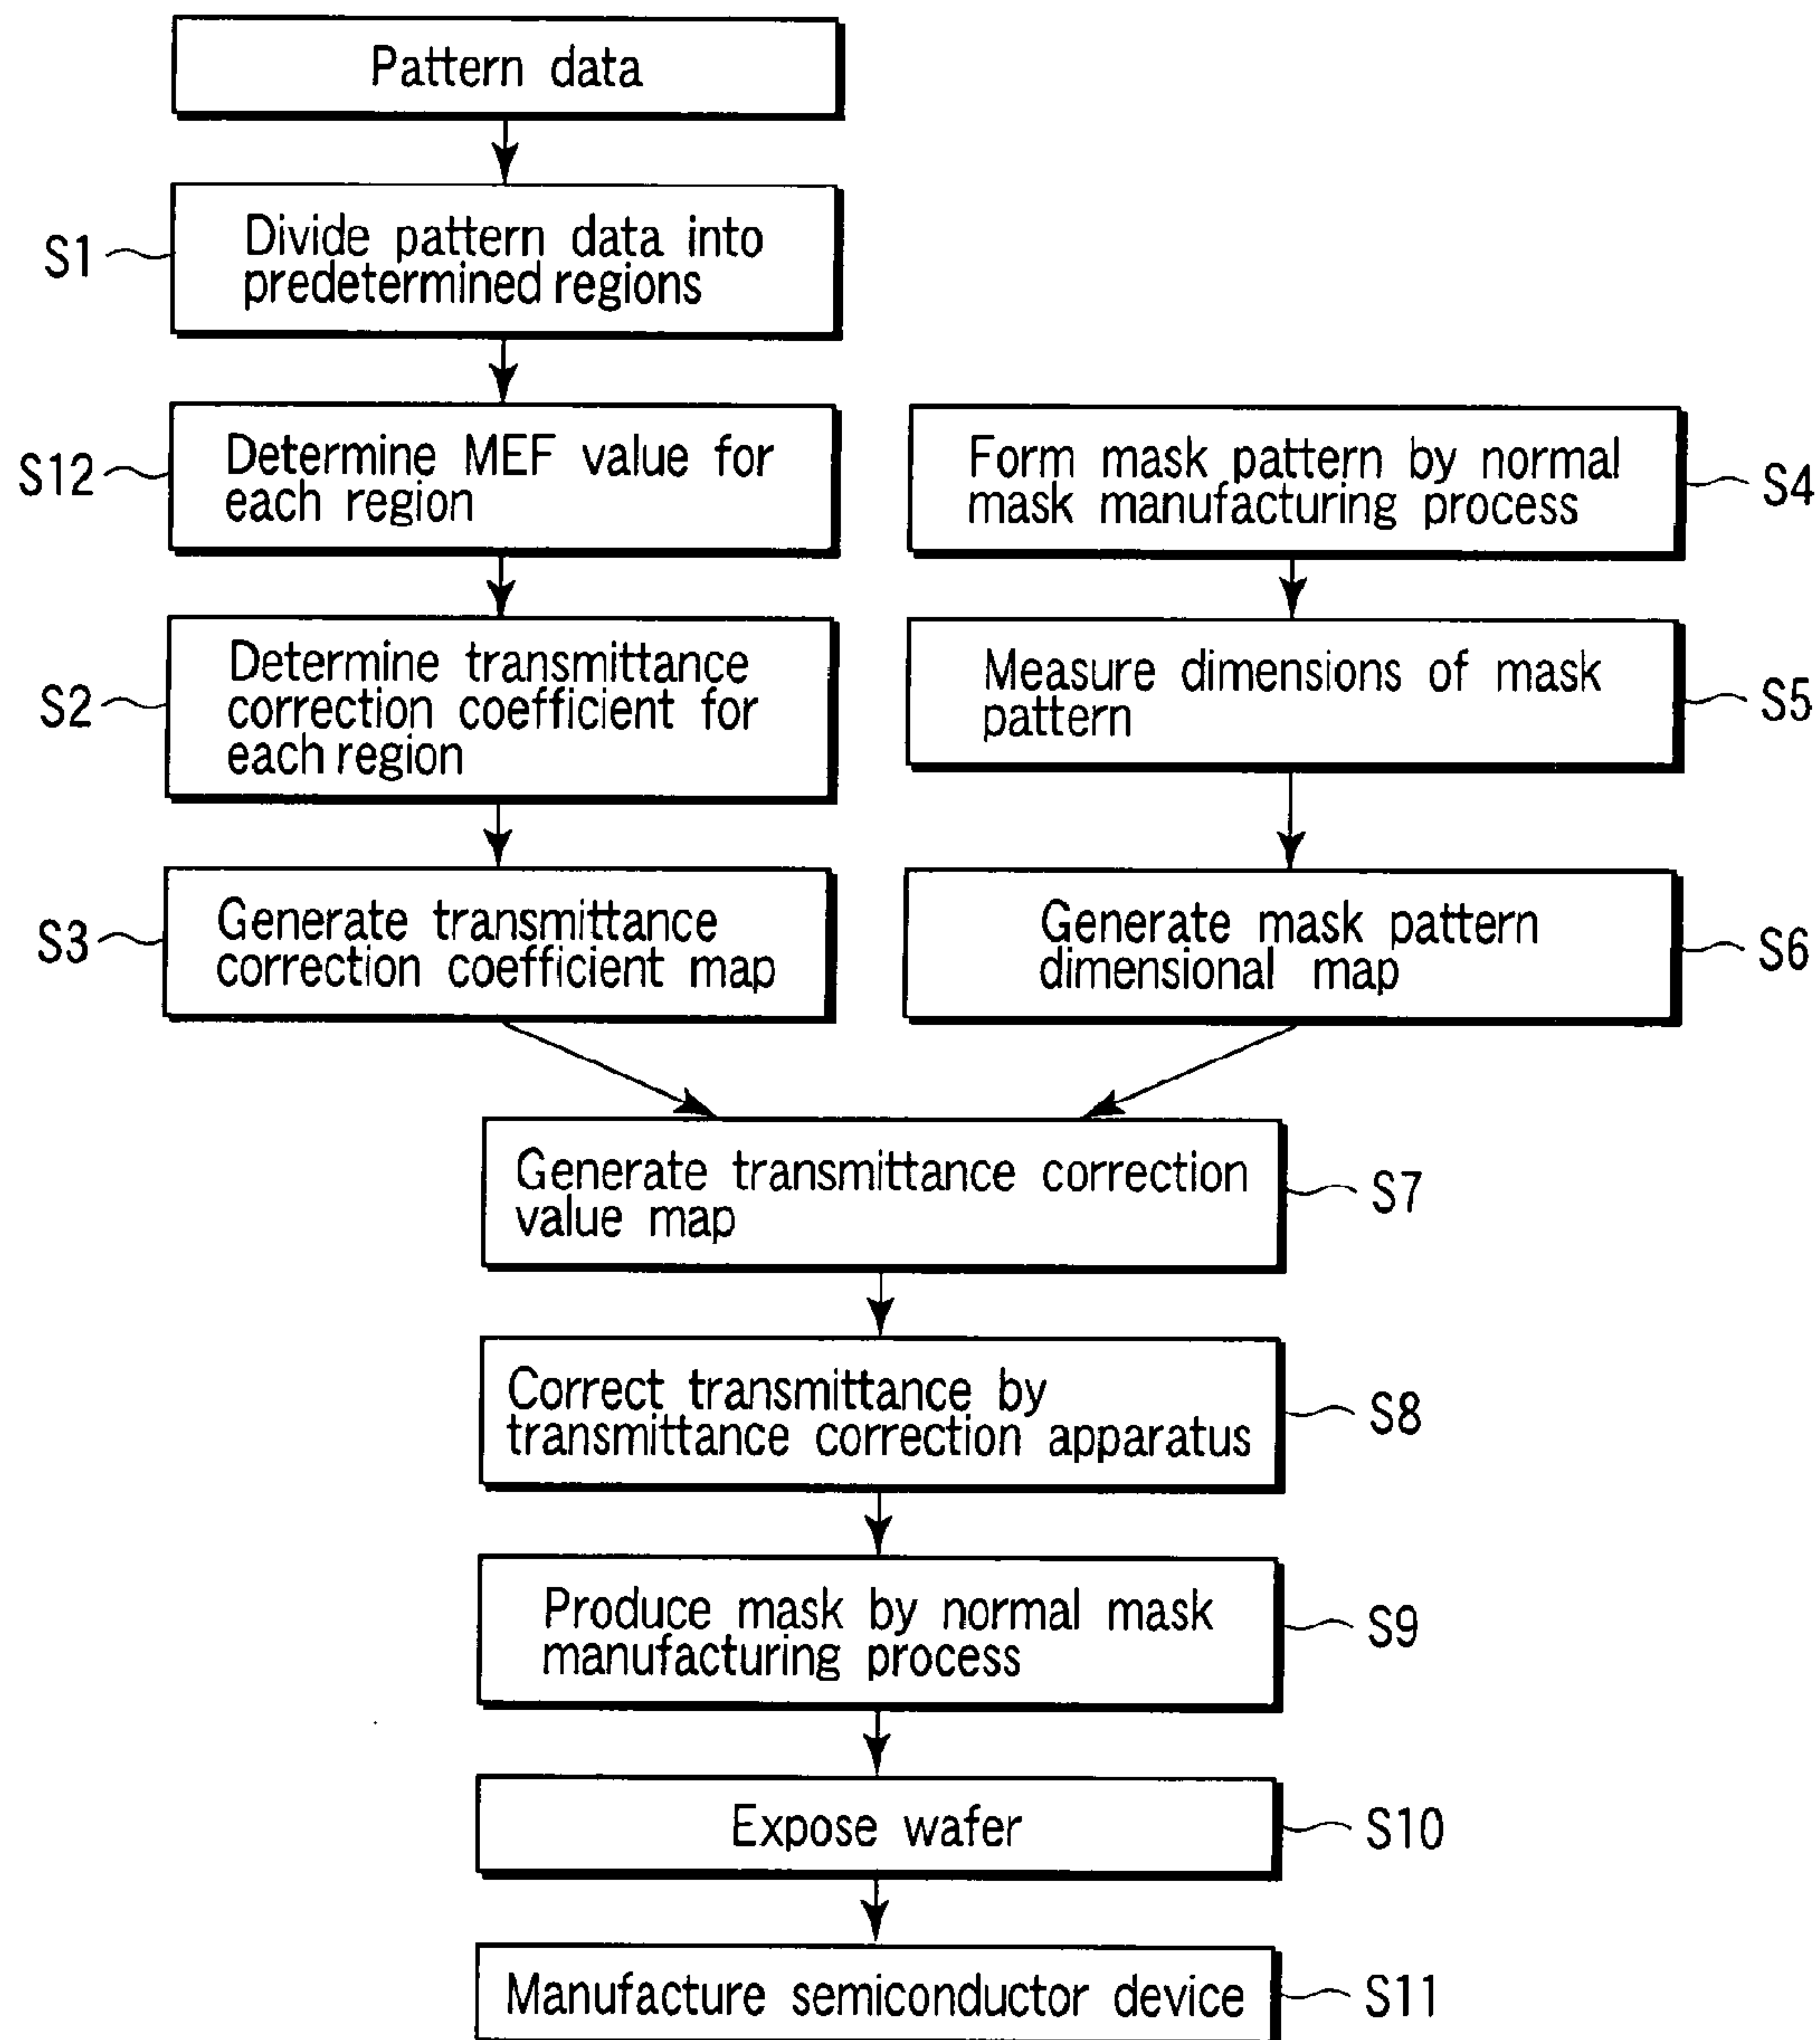 Pattern data
S1
Divide pattern data into
predetermined regions
S12
Determine MEF value for
each region
Form mask pattern by normal
mask manufacturing process
S4
S2
Determine transmittance
correction coefficient for
each region
Measure dimensions of mask
pattern
S5
S3
Generate transmittance
correction coefficient map
Generate mask pattern
dimensional map
S6
Generate transmittance correction
value map
S7
Correct transmittance by
transmittance correction apparatus
S8
Produce mask by normal mask
manufacturing process
S9
Expose wafer
S10
Manufacture semiconductor device
S11